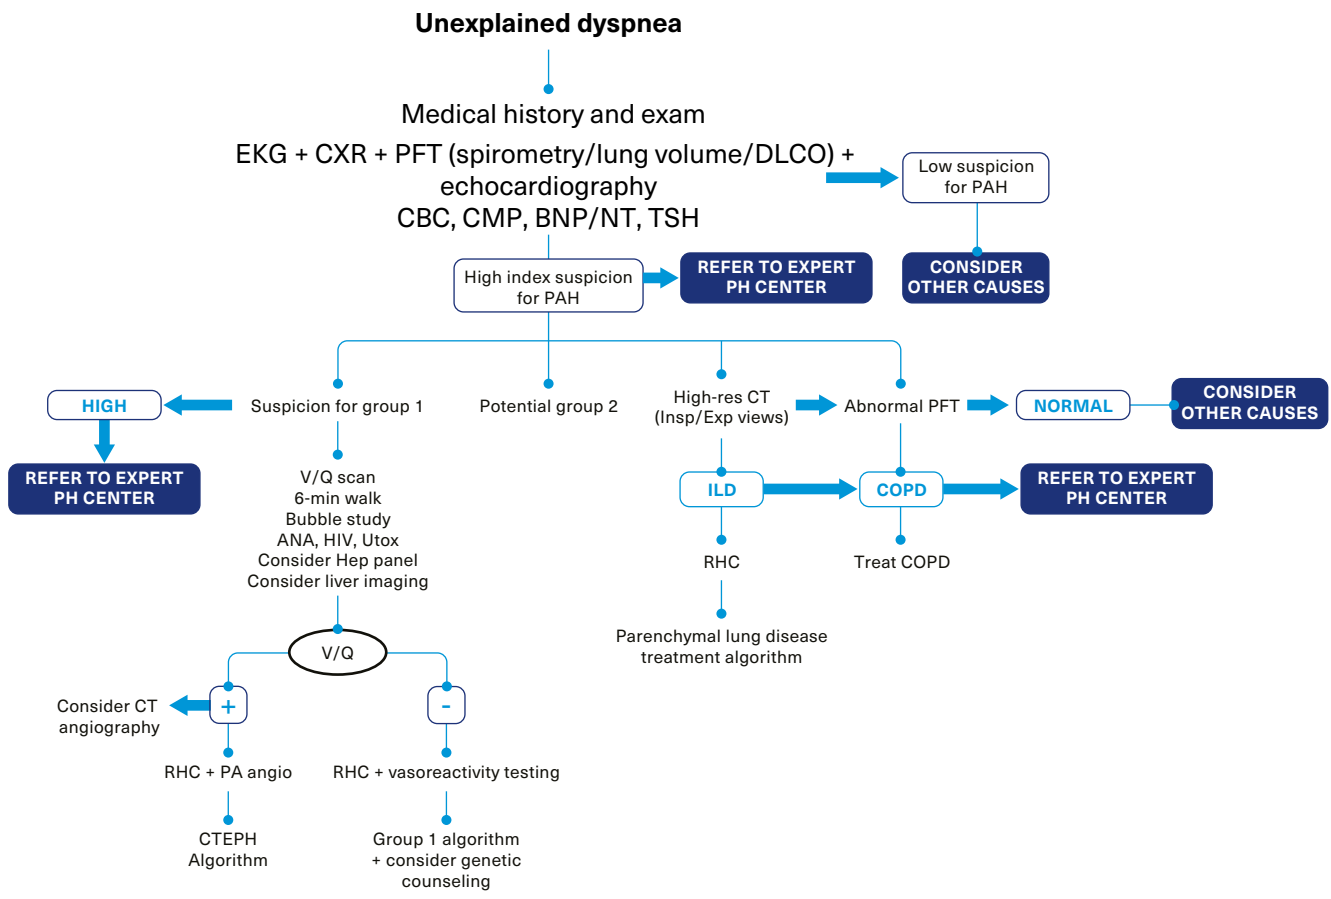 Unexplained dyspnea
Medical history and exam
EKG + CXR + PFT (spirometry/lung volume/DLCO) +
echocardiography
CBC, CMP, BNP/NT, TSH
Low suspicion
for PAH
CONSIDER
OTHER CAUSES
High index suspicion
for PAH
REFER TO EXPERT
PH CENTER
HIGH
REFER TO EXPERT
PH CENTER
Suspicion for group 1
Potential group 2
High-res CT
(Insp/Exp views)
Abnormal PFT
NORMAL
CONSIDER
OTHER CAUSES
V/Q scan
6-min walk
Bubble study
ANA, HIV, Utox
Consider Hep panel
Consider liver imaging
ILD
COPD
REFER TO EXPERT
PH CENTER
RHC
Treat COPD
Parenchymal lung disease
treatment algorithm
V/Q
Consider CT
angiography
+
-
RHC + PA angio
RHC + vasoreactivity testing
CTEPH
Algorithm
Group 1 algorithm
+ consider genetic
counseling